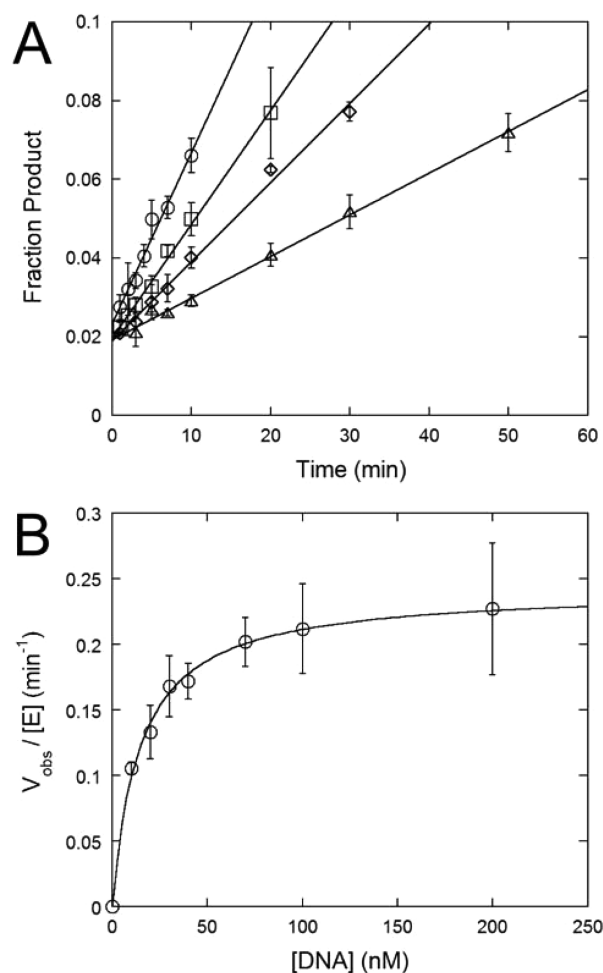 A
0.1
0.08
0.06
0.04
0.02
0
Fraction Product
0 10 20 30 40 50 60
Time (min)
B
0.3
0.25
0.2
0.15
0.1
0.05
0
V_obs / [E] (min⁻¹)
0 50 100 150 200 250
[DNA] (nM)